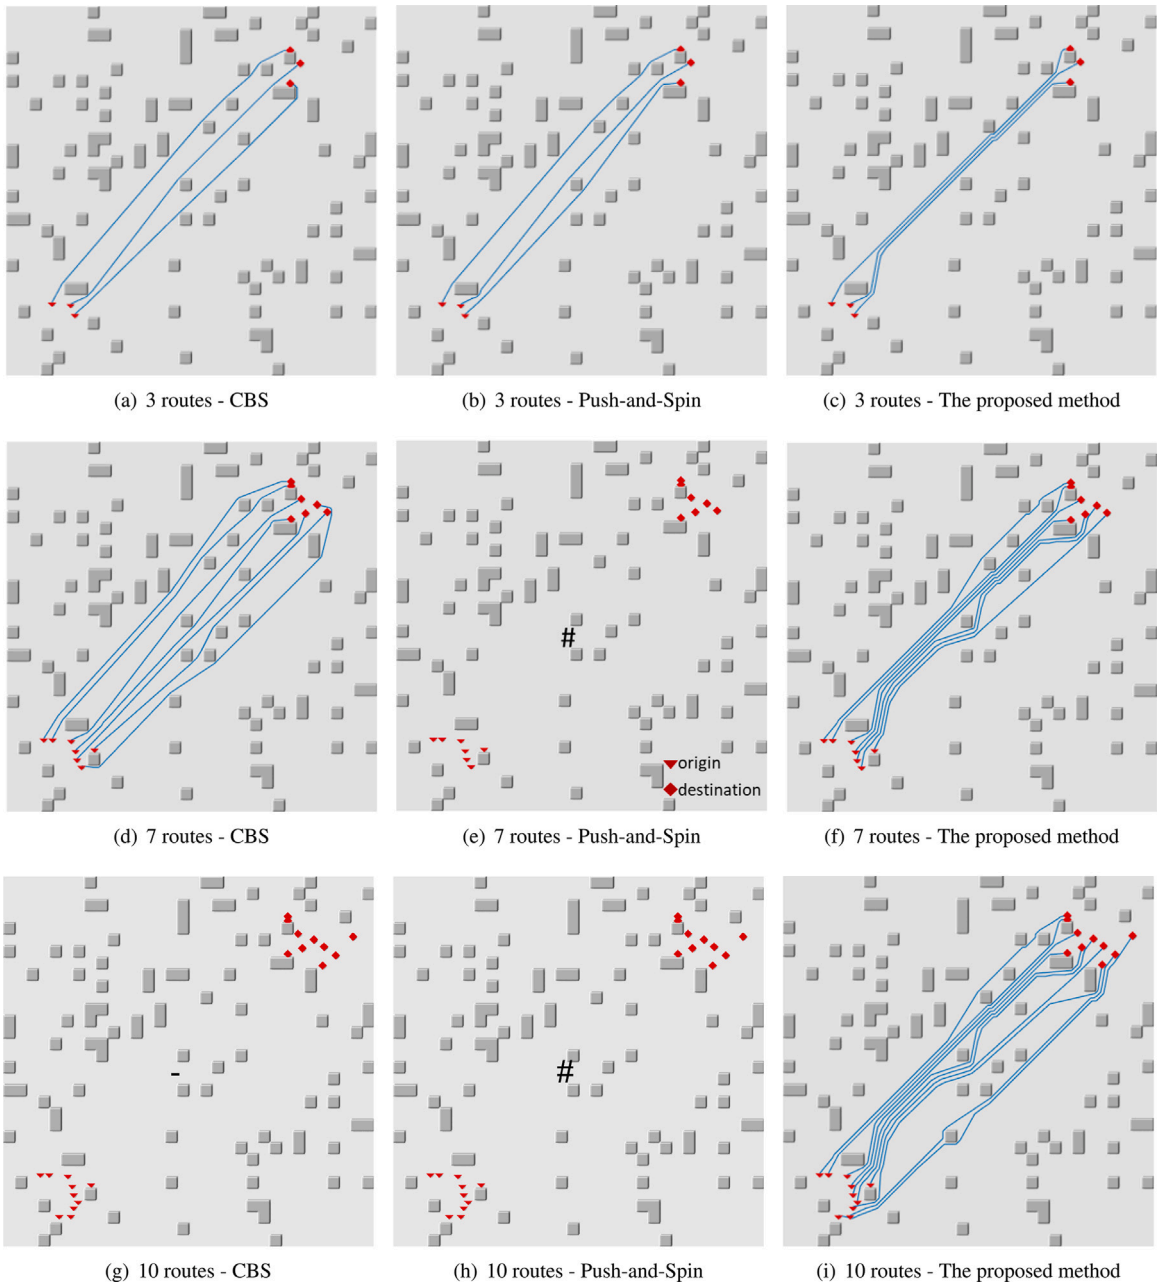 (a) 3 routes - CBS
(b) 3 routes - Push-and-Spin
(c) 3 routes - The proposed method
#
origin
destination
(d) 7 routes - CBS
(e) 7 routes - Push-and-Spin
(f) 7 routes - The proposed method
-
#
(g) 10 routes - CBS
(h) 10 routes - Push-and-Spin
(i) 10 routes - The proposed method